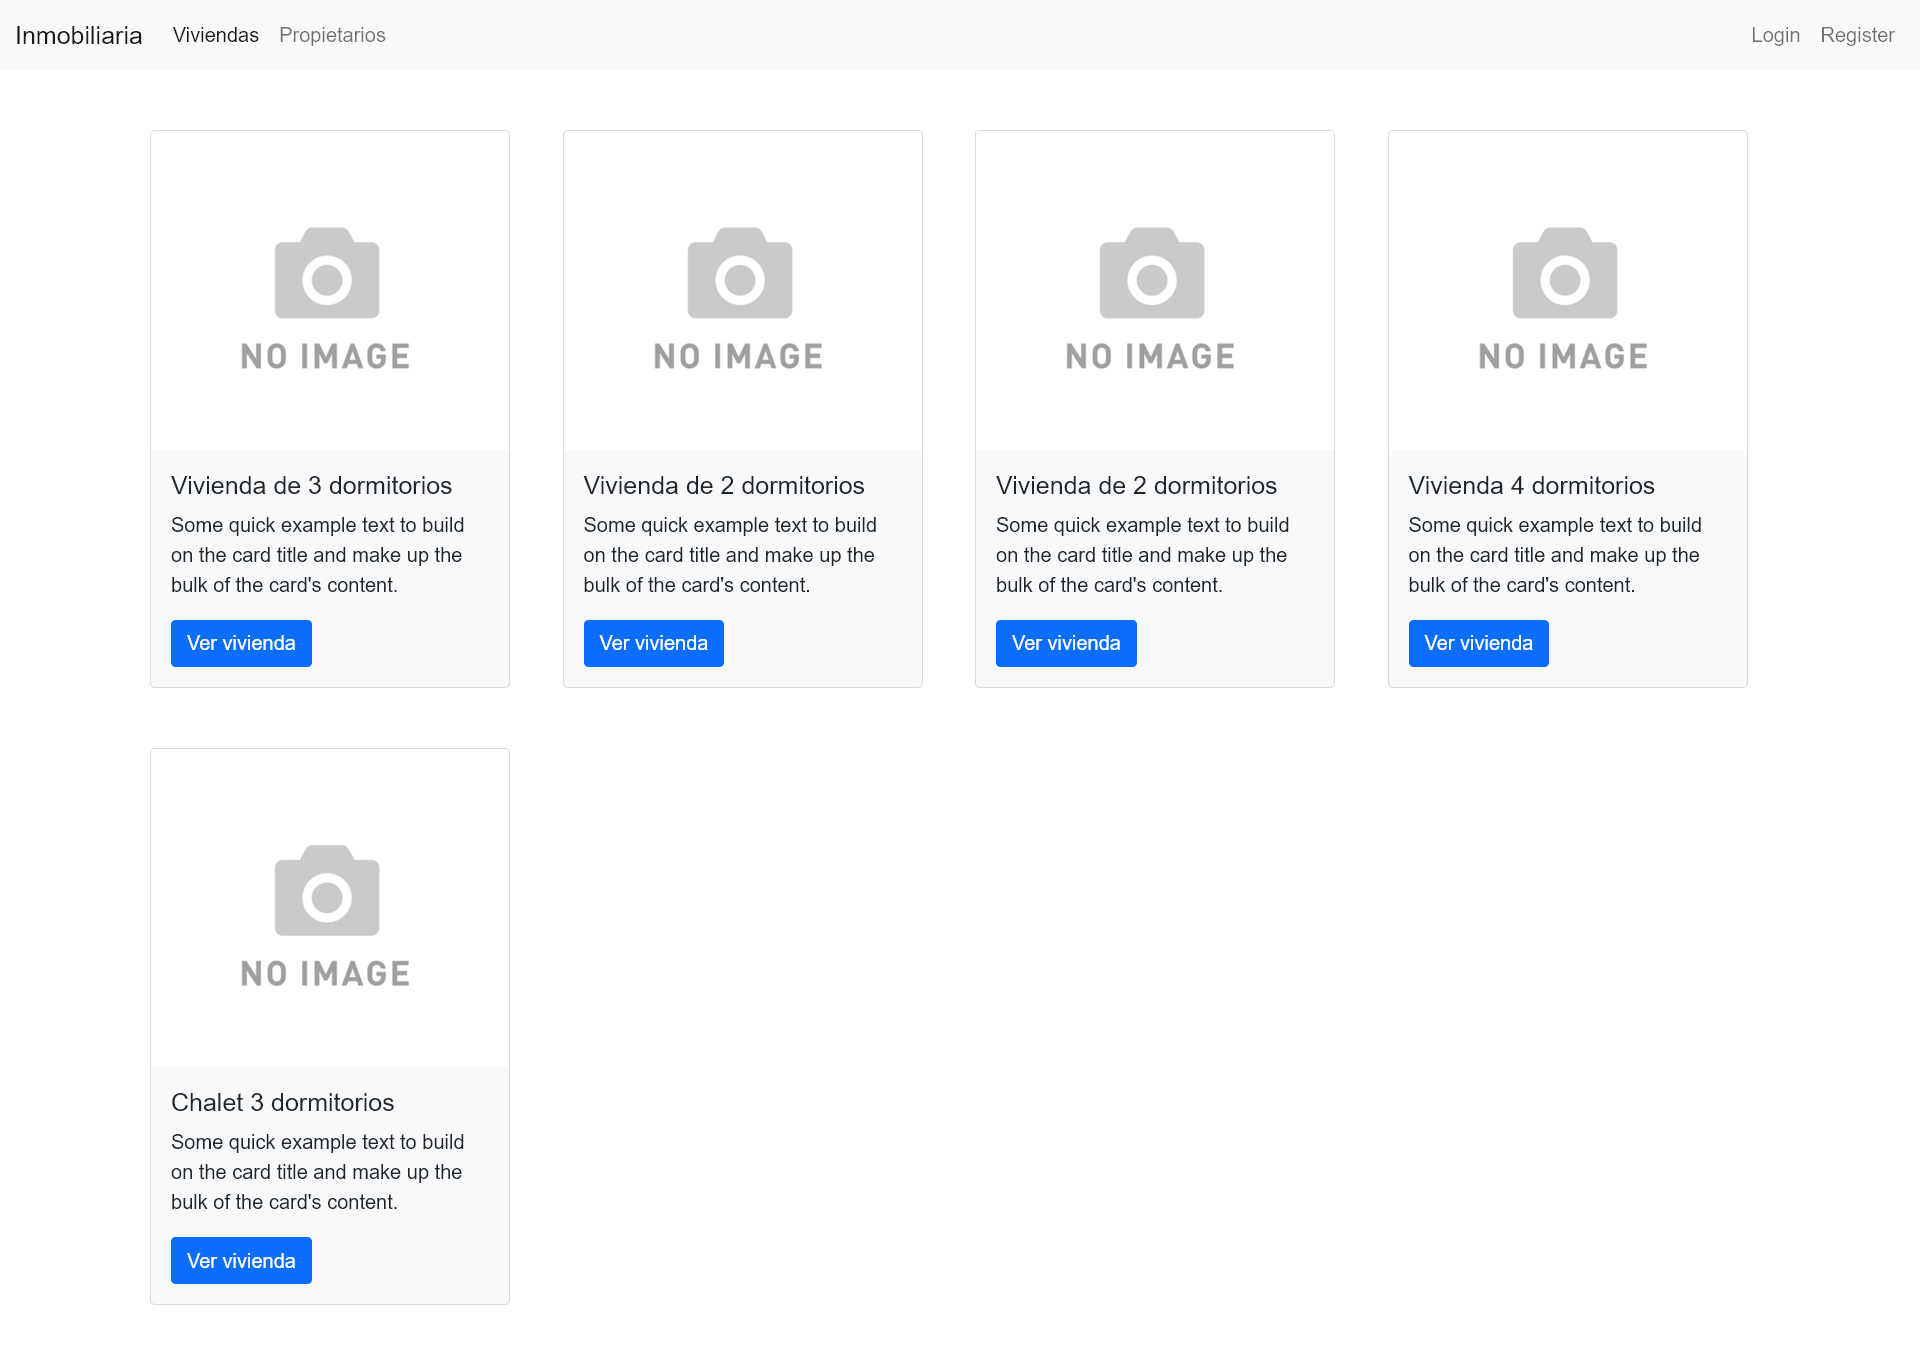 Inmobiliaria Viviendas Propietarios Login Register
NO IMAGE
Vivienda de 3 dormitorios
Some quick example text to build
on the card title and make up the
bulk of the card's content.
Ver vivienda
NO IMAGE
Vivienda de 2 dormitorios
Some quick example text to build
on the card title and make up the
bulk of the card's content.
Ver vivienda
NO IMAGE
Vivienda de 2 dormitorios
Some quick example text to build
on the card title and make up the
bulk of the card's content.
Ver vivienda
NO IMAGE
Vivienda 4 dormitorios
Some quick example text to build
on the card title and make up the
bulk of the card's content.
Ver vivienda
NO IMAGE
Chalet 3 dormitorios
Some quick example text to build
on the card title and make up the
bulk of the card's content.
Ver vivienda